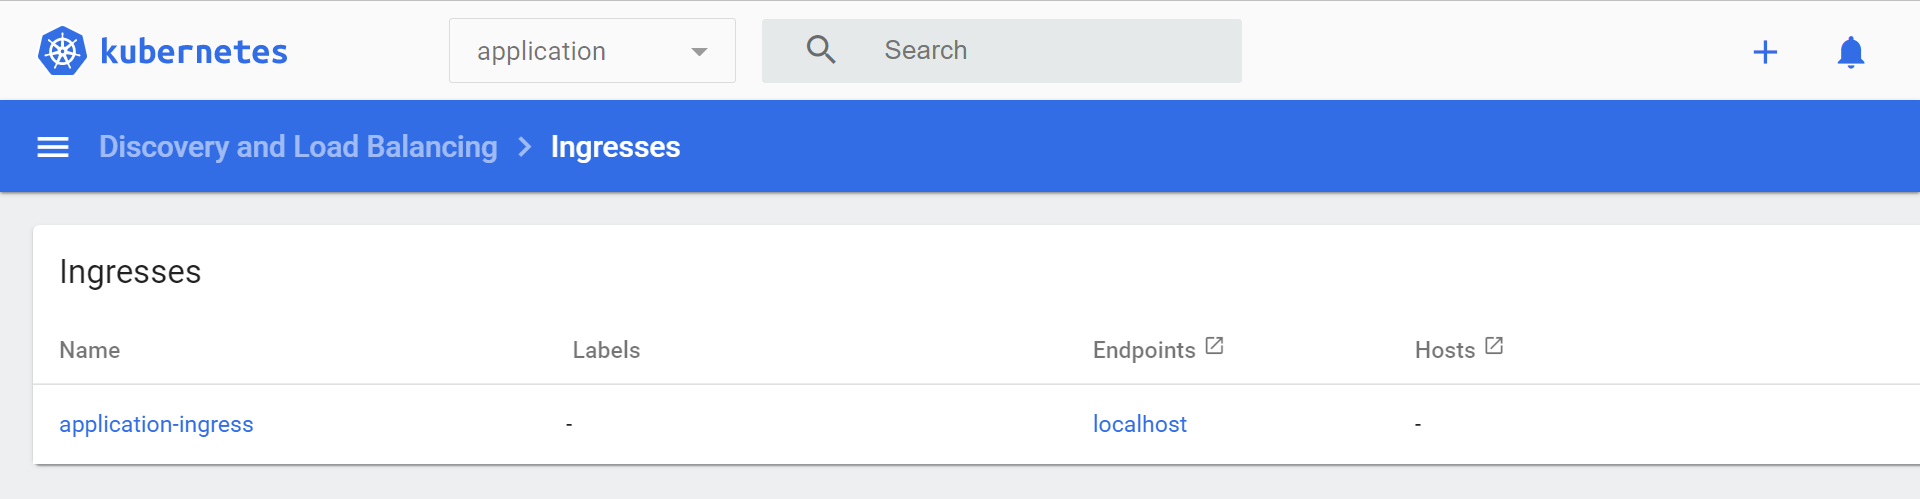 kubernetes application Search
Discovery and Load Balancing Ingresses
Ingresses
Name Labels Endpoints Hosts
application-ingress - localhost -